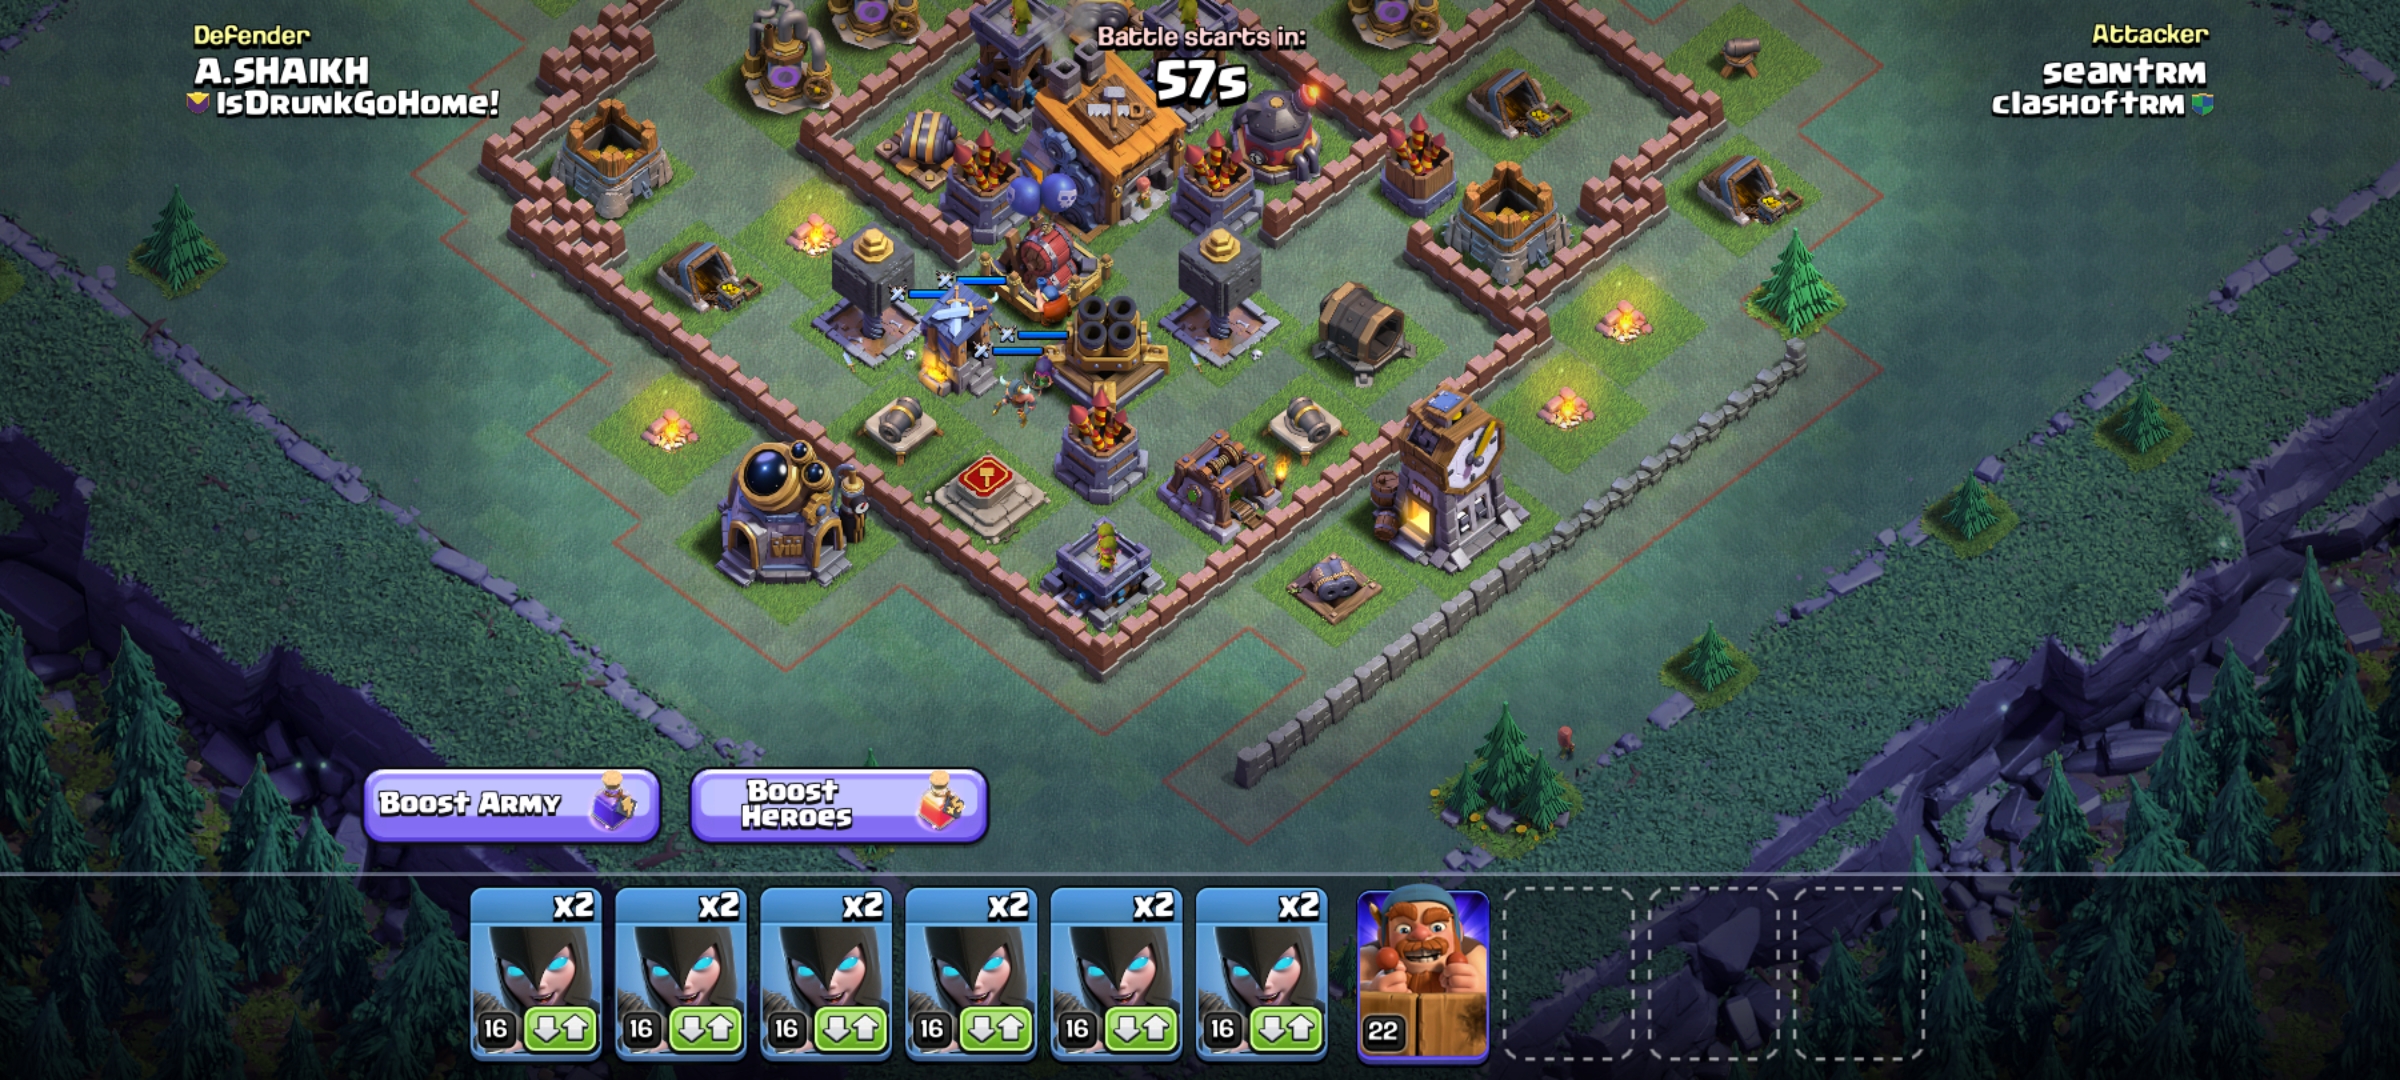 Defender
A.SHAIKH
IsDrunkGoHome!
Battle starts in:
57s
Attacker
seantRM
clashoftRM
VIII
Boost Army
Boost Heroes
x2
x2
x2
x2
x2
x2
16
16
16
16
16
16
22